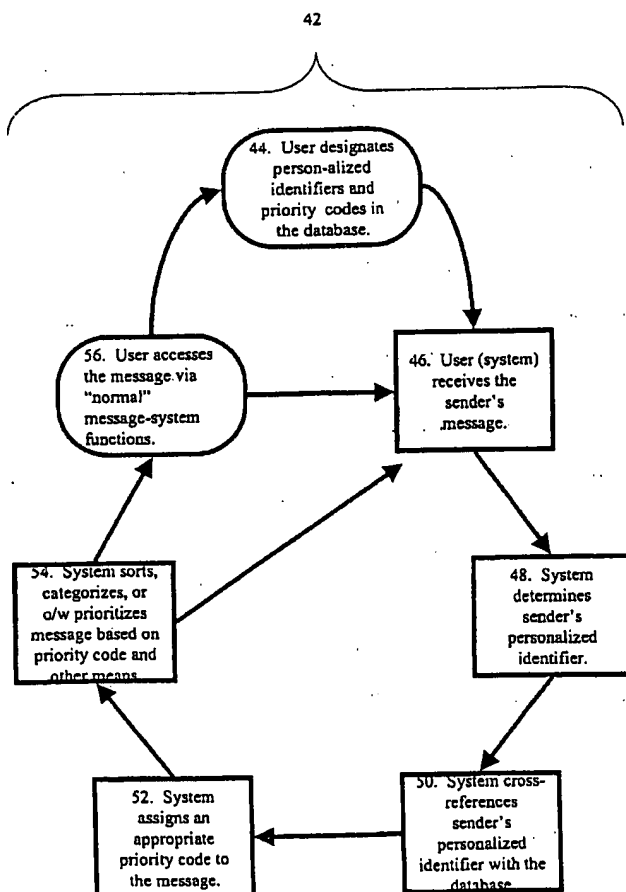 42
44. User designates
person-alized
identifiers and
priority codes in
the database.
56. User accesses
the message via
“normal”
message-system
functions.
46. User (system)
receives the
sender’s
message.
54. System sorts,
categorizes, or
o/w prioritizes
message based on
priority code and
other means.
48. System
determines
sender’s
personalized
identifier.
52. System
assigns an
appropriate
priority code to
the message.
50. System cross-
references
sender’s
personalized
identifier with the
database